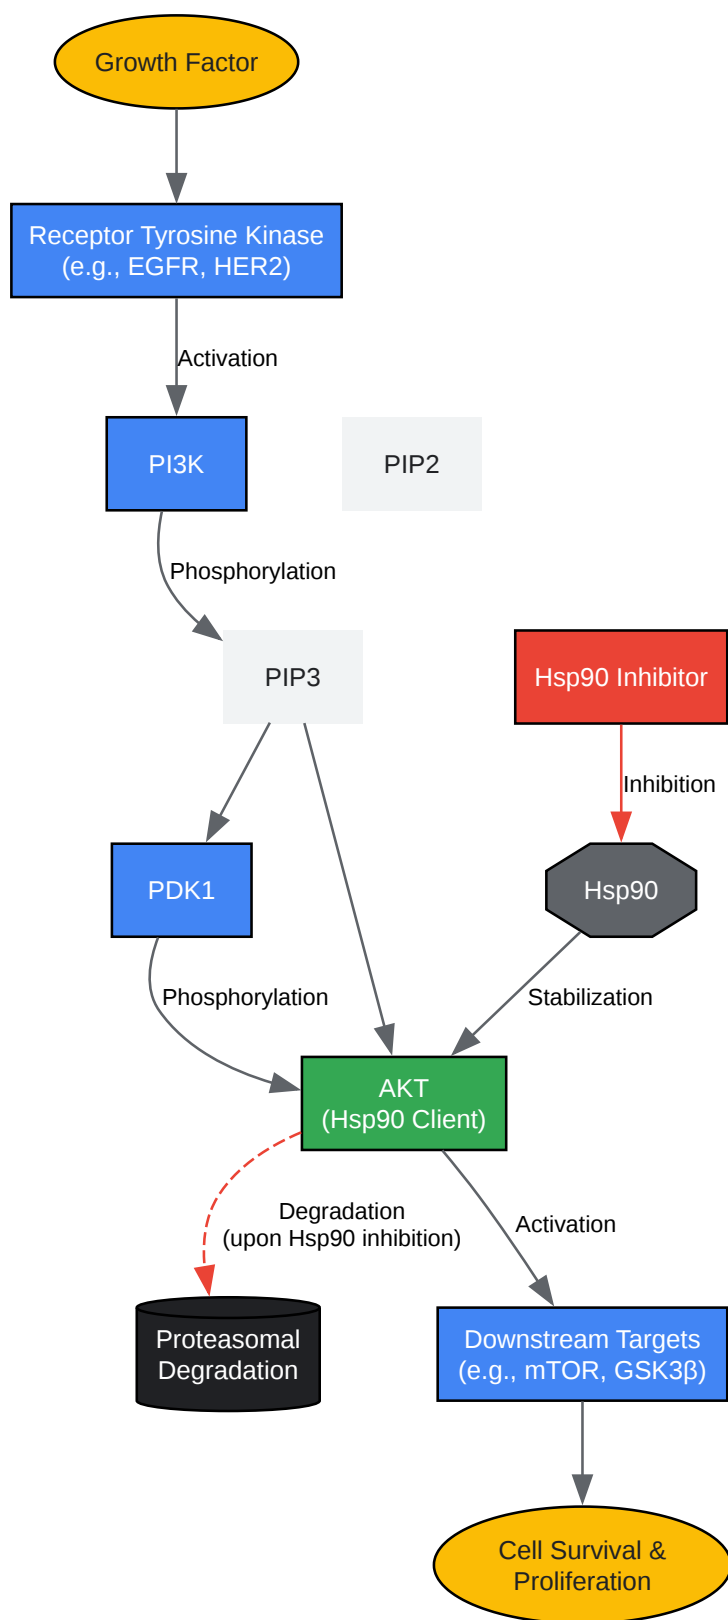 Growth Factor
Receptor Tyrosine Kinase
(e.g., EGFR, HER2)
Activation
PI3K
PIP2
Phosphorylation
PIP3
Hsp90 Inhibitor
Inhibition
PDK1
Hsp90
Phosphorylation
Stabilization
AKT
(Hsp90 Client)
Degradation
(upon Hsp90 inhibition)
Activation
Proteasomal
Degradation
Downstream Targets
(e.g., mTOR, GSK3β)
Cell Survival &
Proliferation